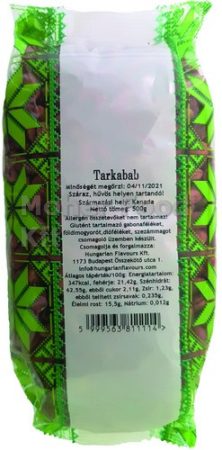 Tarkabab
Minőségét megőrzi: 04/11/2021
Száraz, hűvös helyen tartandó!
Származási hely: Kanada
Nettó tömeg: 500g
Allergén összetevőket nem tartalmaz!
Glutént tartalmazó gabonaféléket,
földimogyorót, dióféléket, szezámmagot
csomagoló üzemben készült.
Csomagolja és forgalmazza
Hungarian Flavours Kft.
1173 Budapest Összekötő utca 1.
info@hungarianflavours.com
Átlagos tápérték/100g: Energiatartalom:
347kcal, fehérje: 21,42g, Szénhidrát:
62,55g, ebből cukor 2,11g, Zsír: 1,23g,
ebből telített zsírsavak: 0,235g,
Élelmi rost: 15,5g, Nátrium: 0,012g
5 999563 811114